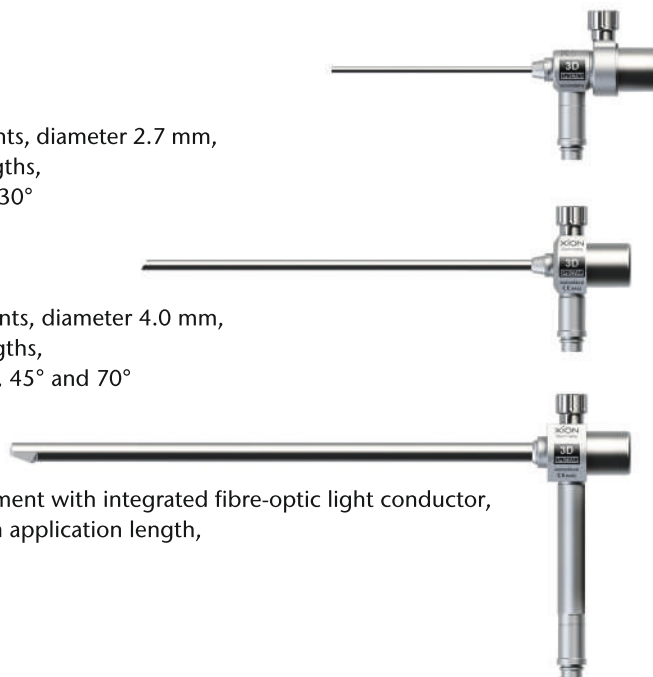 3D
nts, diameter 2.7 mm,
gths,
30°
XION
3D
nts, diameter 4.0 mm,
gths,
, 45° and 70°
XION
3D
ment with integrated fibre-optic light conductor,
n application length,